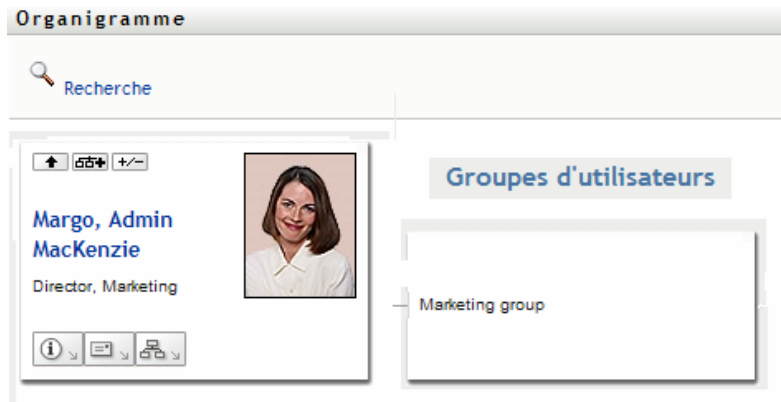 Organigramme
Recherche
+/-
Margo, Admin
MacKenzie
Director, Marketing
Groupes d'utilisateurs
Marketing group